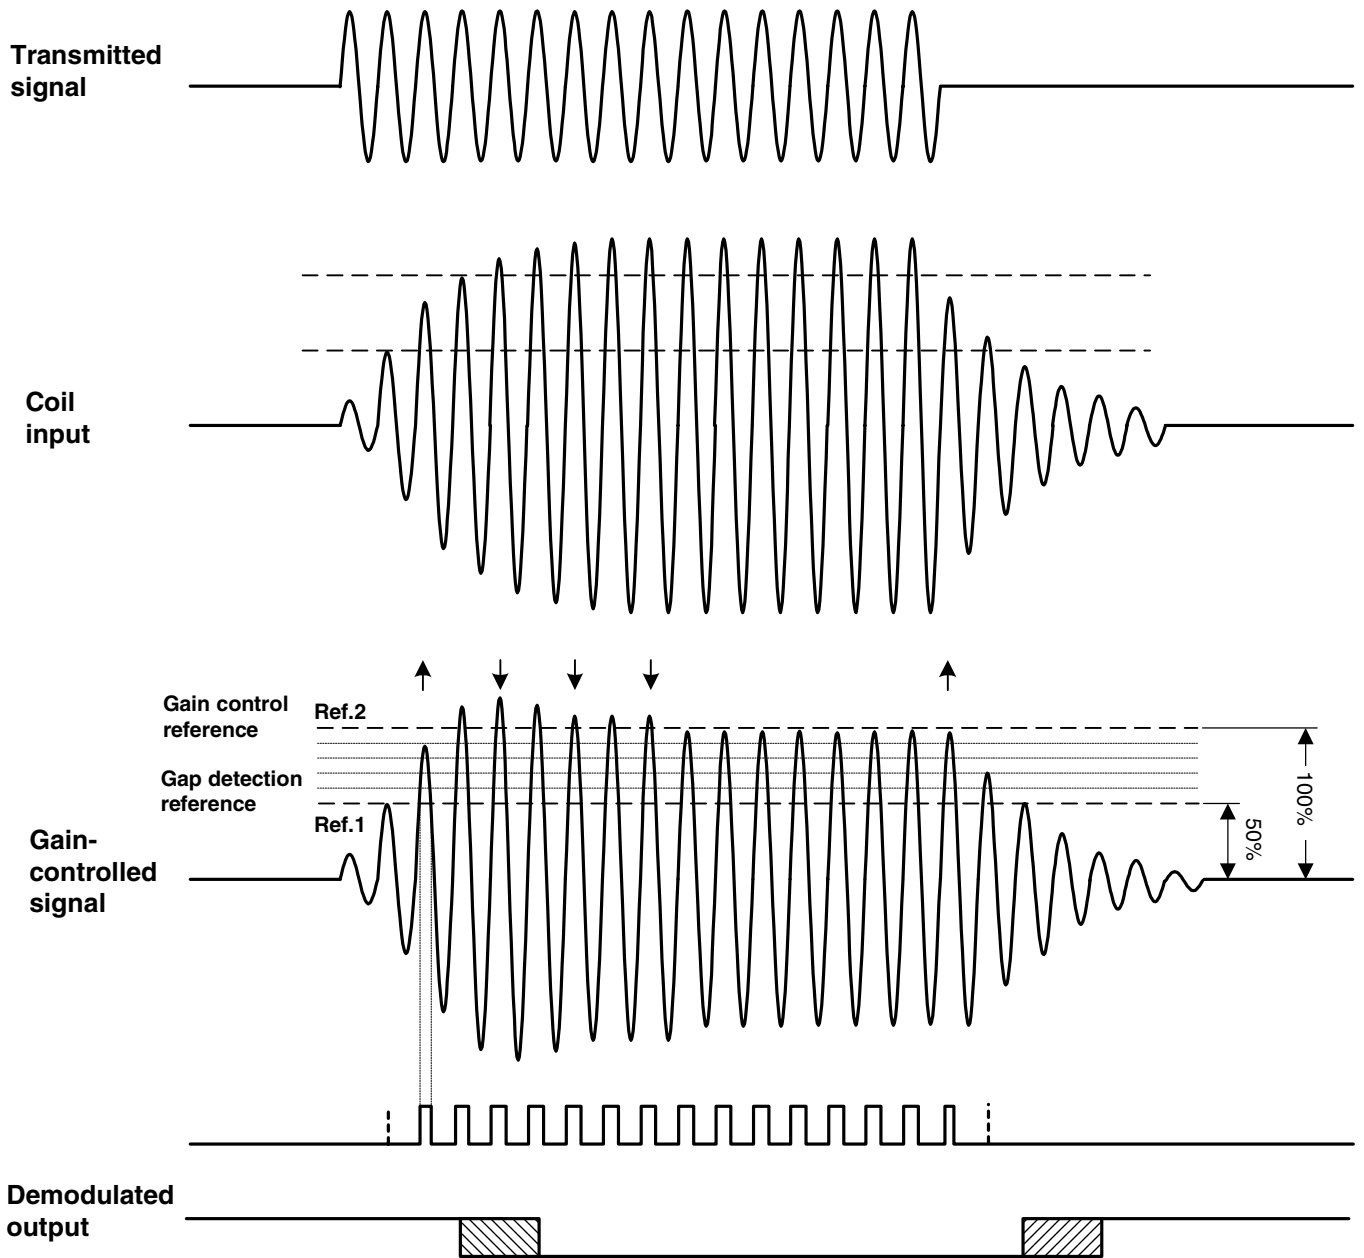 Transmitted
signal
Coil
input
Gain control
reference
Ref.2
Gap detection
reference
Ref.1
100%
50%
Gain-
controlled
signal
Demodulated
output